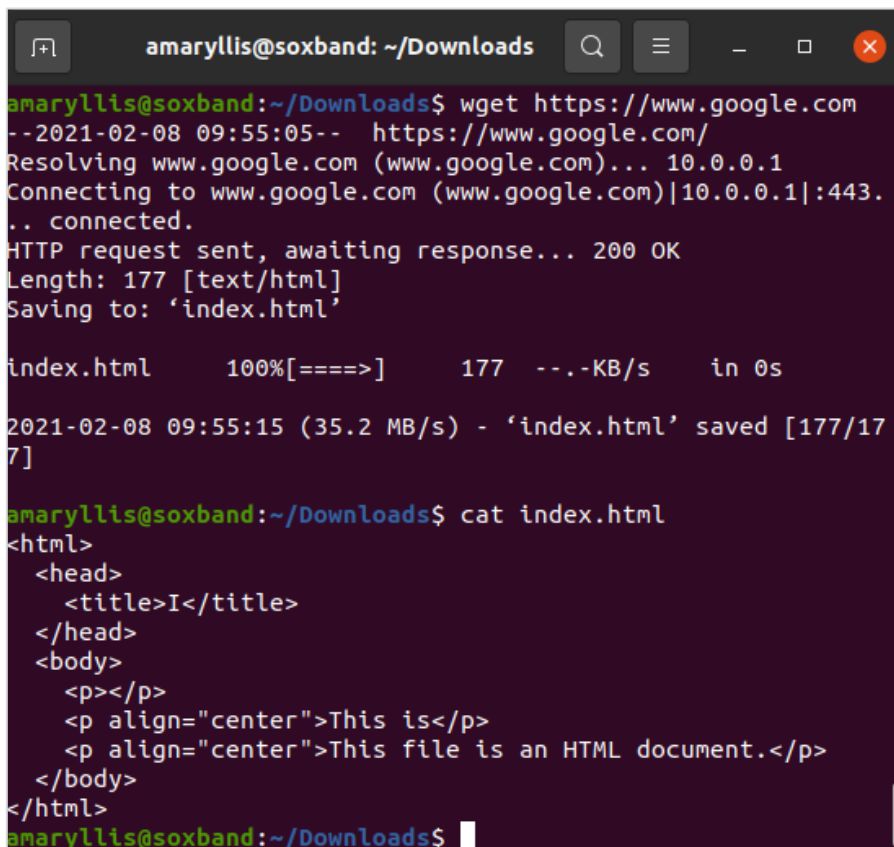 amaryllis@soxband: ~/Downloads
amaryllis@soxband:~/Downloads$ wget https://www.google.com
--2021-02-08 09:55:05--  https://www.google.com/
Resolving www.google.com (www.google.com)... 10.0.0.1
Connecting to www.google.com (www.google.com)|10.0.0.1|:443.
.. connected.
HTTP request sent, awaiting response... 200 OK
Length: 177 [text/html]
Saving to: ‘index.html’

index.html     100%[====>]     177  --.-KB/s    in 0s

2021-02-08 09:55:15 (35.2 MB/s) - ‘index.html’ saved [177/17
7]

amaryllis@soxband:~/Downloads$ cat index.html
<html>
  <head>
    <title>I</title>
  </head>
  <body>
    <p></p>
    <p align="center">This is</p>
    <p align="center">This file is an HTML document.</p>
  </body>
</html>
amaryllis@soxband:~/Downloads$